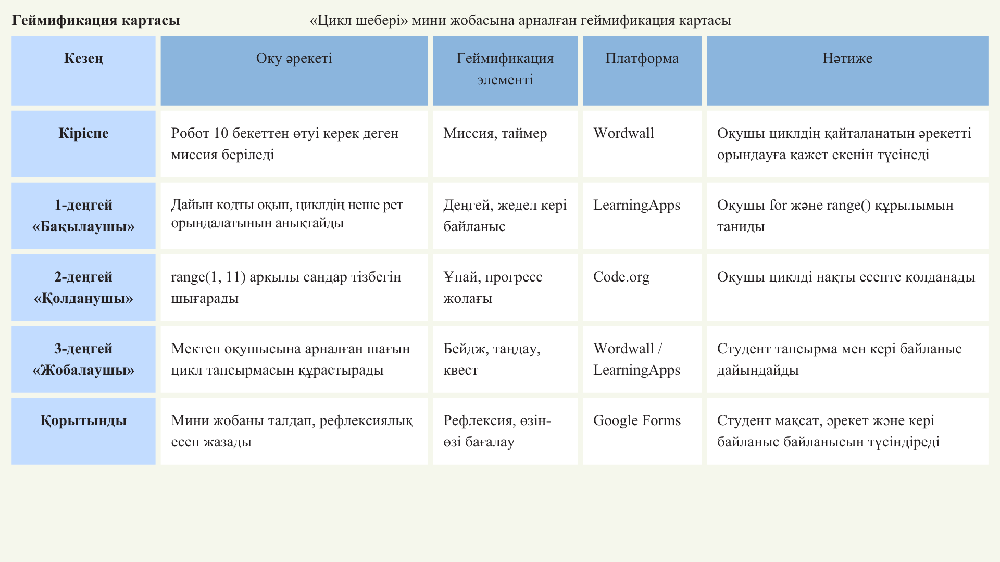 Геймификация картасы
«Цикл шебері» мини жобасына арналған геймификация картасы
Кезең
Оқу әрекеті
Геймификация
элементі
Платформа
Нәтиже
Кіріспе
Робот 10 бекеттен өтуі керек деген
миссия беріледі
Миссия, таймер
Wordwall
Оқушы циклдің қайталанатын әрекетті
орындауға қажет екенін түсінеді
1-деңгей
«Бақылаушы»
Дайын кодты оқып, циклдің неше рет
орындалатынын анықтайды
Деңгей, жедел кері
байланыс
LearningApps
Оқушы for және range() құрылымын
таниды
2-деңгей
«Қолданушы»
range(1, 11) арқылы сандар тізбегін
шығарады
Ұпай, прогресс
жолағы
Code.org
Оқушы циклді нақты есепте қолданады
3-деңгей
«Жобалаушы»
Мектеп оқушысына арналған шағын
цикл тапсырмасын құрастырады
Бейдж, таңдау,
квест
Wordwall /
LearningApps
Студент тапсырма мен кері байланыс
дайындайды
Қорытынды
Мини жобаны талдап, рефлексиялық
есеп жазады
Рефлексия, өзін-
өзі бағалау
Google Forms
Студент мақсат, әрекет және кері
байланыс байланысын түсіндіреді